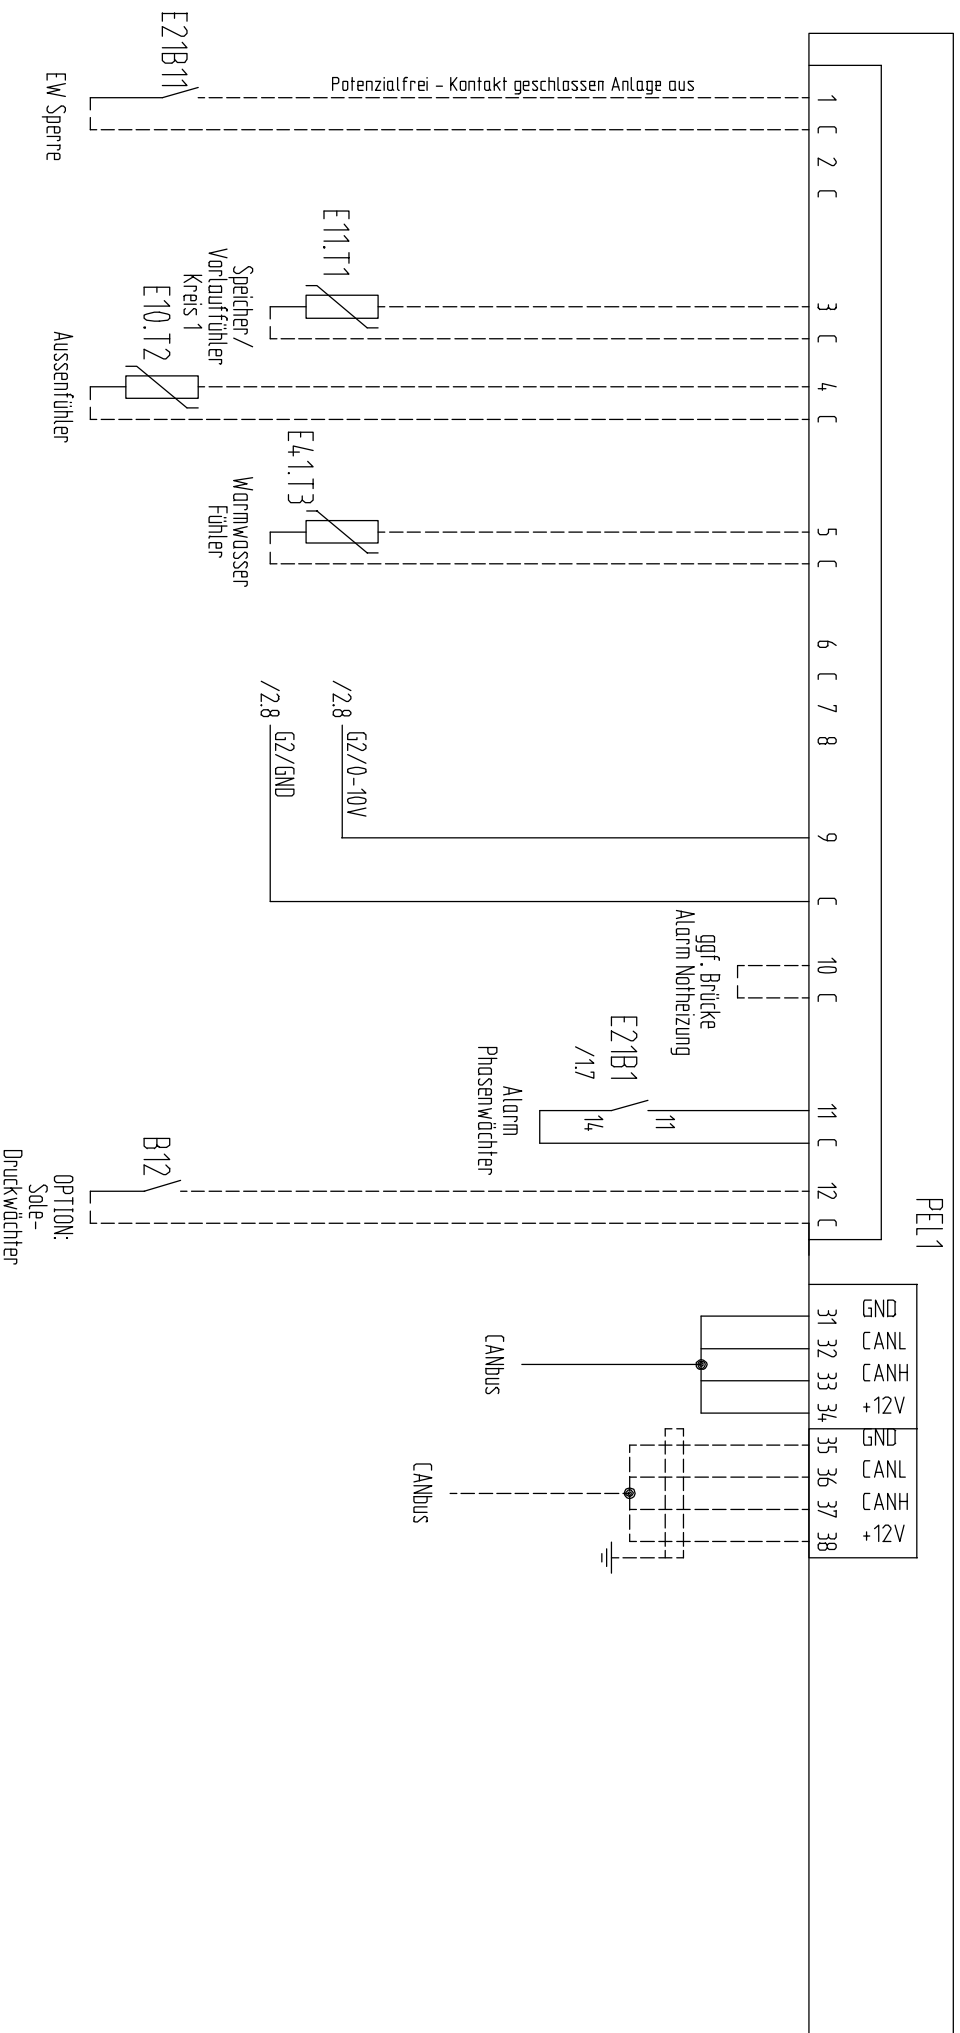 PEL1
1 C 2 C 3 C 4 C 5 C 6 C 7 8 9 C 10 C 11 C 12 C
31 32 33 34 35 36 37 38
GND
CANL
CANH
+12V
GND
CANL
CANH
+12V
Potenzialfrei - Kontakt geschlossen Anlage aus
E21B11
EW Sperre
E11.T1
Speicher/
Vorlauffühler
Kreis 1
E10.T2
Aussenfühler
E41.T3
Warmwasser
Fühler
/2.8
G2/0-10V
/2.8
G2/GND
ggf. Brücke
Alarm Notheizung
E21B1
/1.7
11
14
Alarm
Phasenwächter
B12
OPTION:
Sole-
Druckwächter
CANbus
CANbus